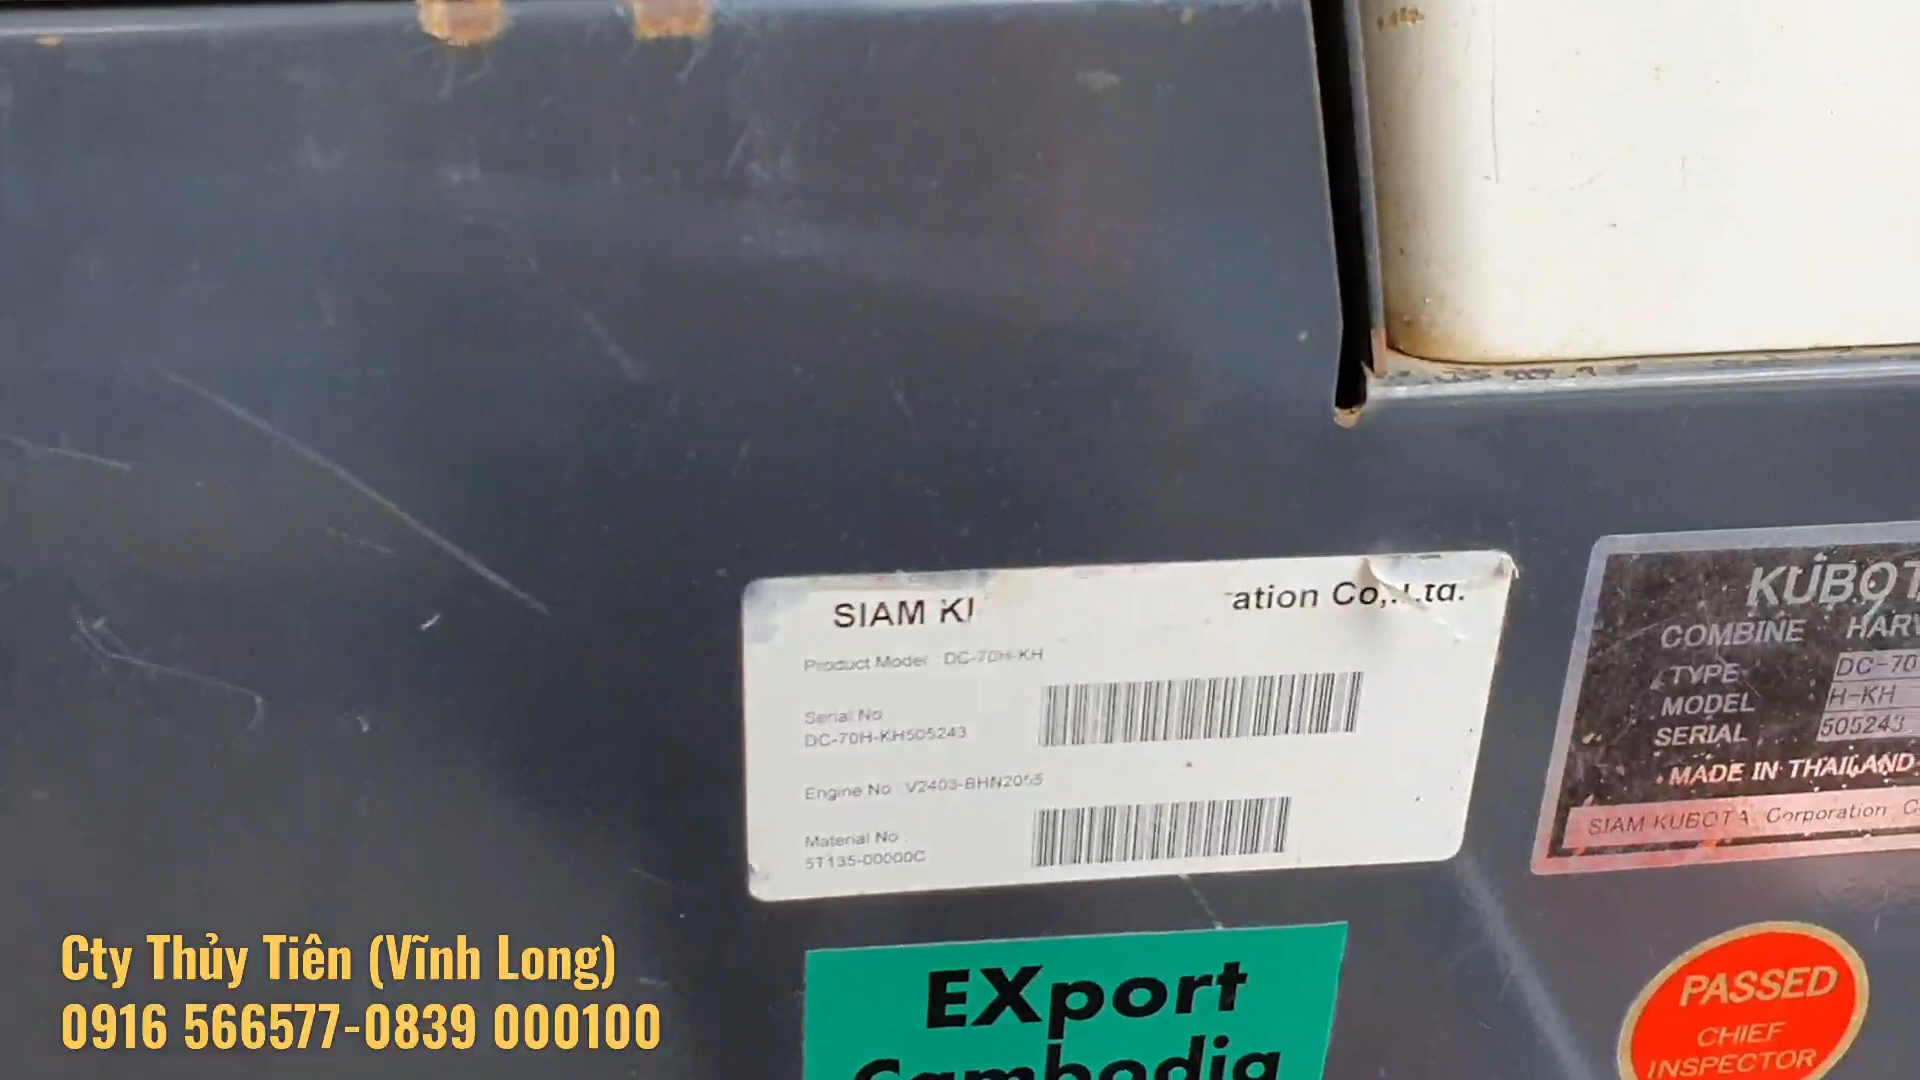 SIAM KI ation Co,.Ltd.
Product Model : DC-70H-KH
Serial No
DC-70H-KH505243
Engine No : V2403-BHN2055
Material No :
5T135-00000C
KUBOT
COMBINE HARV
TYPE DC-70
MODEL H-KH
SERIAL 505243
MADE IN THAILAND
SIAM KUBOTA Corporation C
EXport
Cambodia
PASSED
CHIEF
INSPECTOR
Cty Thủy Tiên (Vĩnh Long)
0916 566577-0839 000100